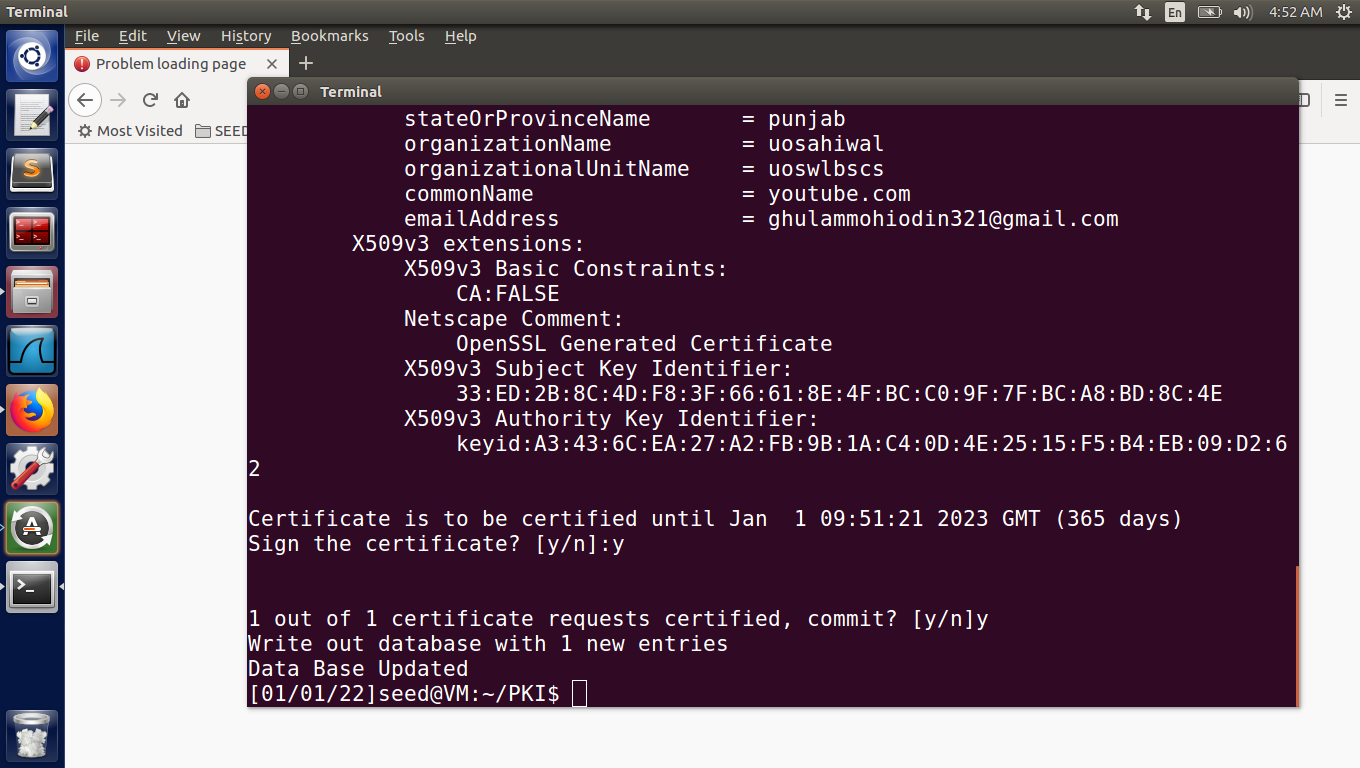 Terminal
En
4:52 AM
File Edit View History Bookmarks Tools Help
Problem loading page
Most Visited SEED
Terminal
stateOrProvinceName = punjab
organizationName = uosahiwal
organizationalUnitName = uoswlbscs
commonName = youtube.com
emailAddress = ghulammohiodin321@gmail.com
X509v3 extensions:
X509v3 Basic Constraints:
CA:FALSE
Netscape Comment:
OpenSSL Generated Certificate
X509v3 Subject Key Identifier:
33:ED:2B:8C:4D:F8:3F:66:61:8E:4F:BC:C0:9F:7F:BC:A8:BD:8C:4E
X509v3 Authority Key Identifier:
keyid:A3:43:6C:EA:27:A2:FB:9B:1A:C4:0D:4E:25:15:F5:B4:EB:09:D2:6
2
Certificate is to be certified until Jan  1 09:51:21 2023 GMT (365 days)
Sign the certificate? [y/n]:y
1 out of 1 certificate requests certified, commit? [y/n]y
Write out database with 1 new entries
Data Base Updated
[01/01/22]seed@VM:~/PKI$